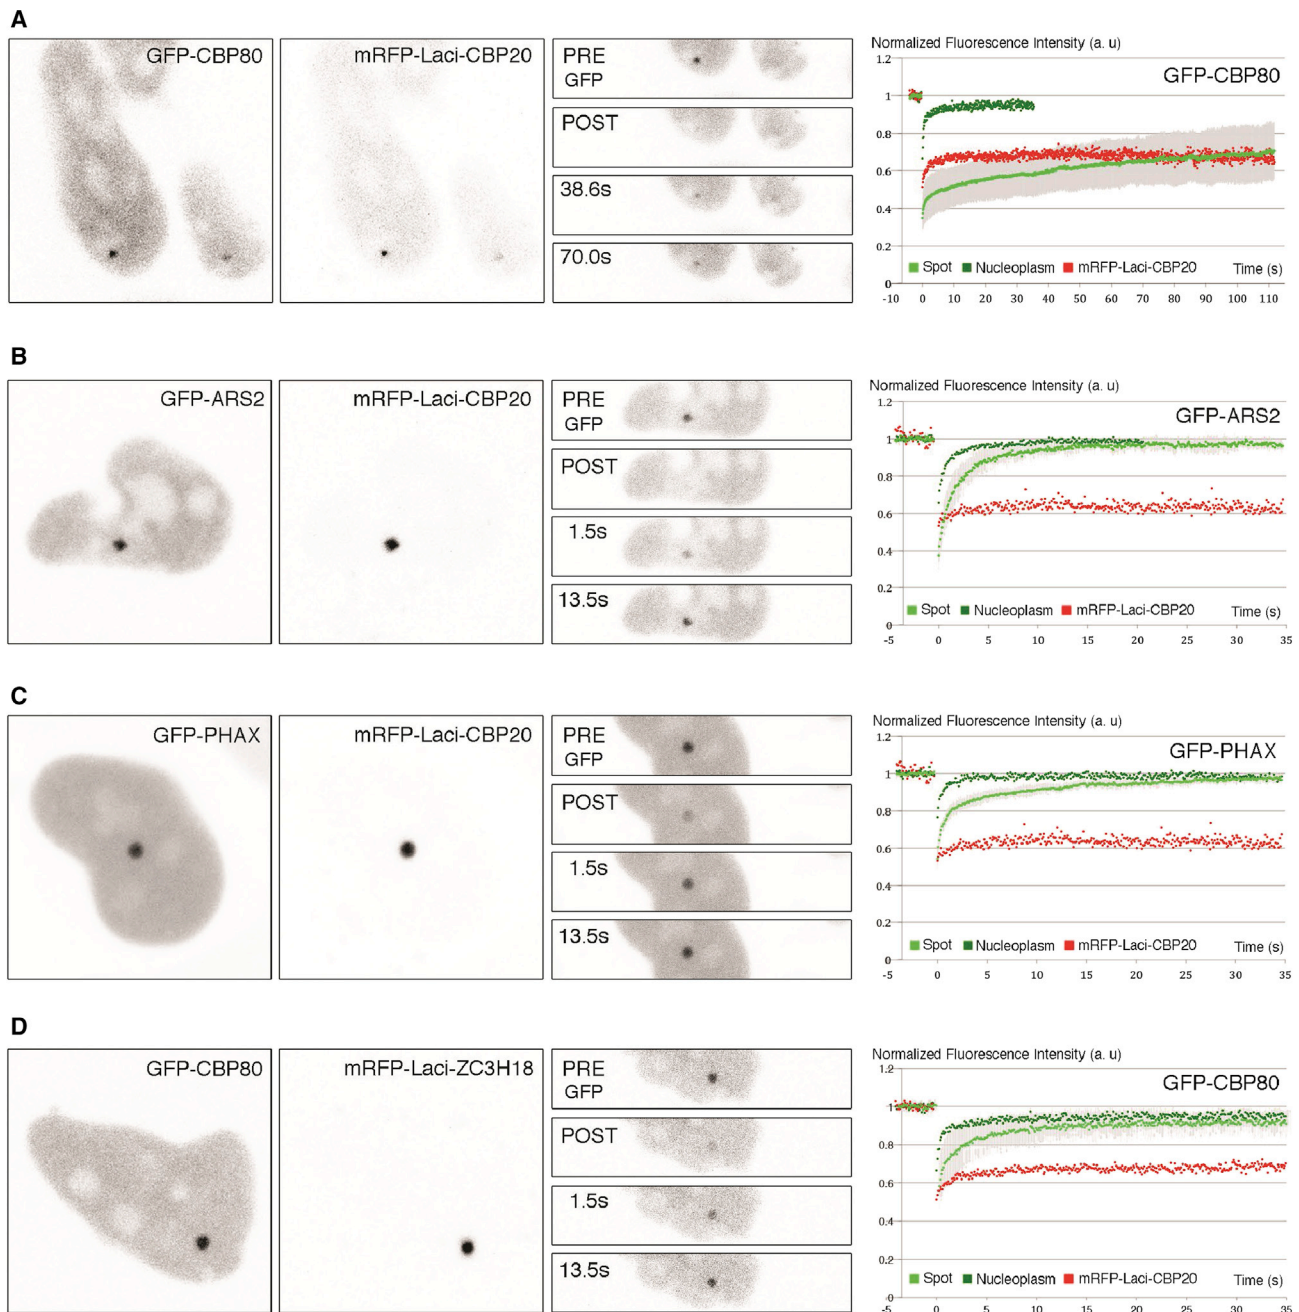 A
GFP-CBP80
mRFP-Laci-CBP20
PRE
GFP
POST
38.6s
70.0s
Normalized Fluorescence Intensity (a. u)
GFP-CBP80
1.2
1
0.8
0.6
0.4
0.2
0
Spot Nucleoplasm mRFP-Laci-CBP20 Time (s)
-10 0 10 20 30 40 50 60 70 80 90 100 110
B
GFP-ARS2
mRFP-Laci-CBP20
PRE
GFP
POST
1.5s
13.5s
Normalized Fluorescence Intensity (a. u)
GFP-ARS2
1.2
1
0.8
0.6
0.4
0.2
0
Spot Nucleoplasm mRFP-Laci-CBP20 Time (s)
-5 0 5 10 15 20 25 30 35
C
GFP-PHAX
mRFP-Laci-CBP20
PRE
GFP
POST
1.5s
13.5s
Normalized Fluorescence Intensity (a. u)
GFP-PHAX
1.2
1
0.8
0.6
0.4
0.2
0
Spot Nucleoplasm mRFP-Laci-CBP20 Time (s)
-5 0 5 10 15 20 25 30 35
D
GFP-CBP80
mRFP-Laci-ZC3H18
PRE
GFP
POST
1.5s
13.5s
Normalized Fluorescence Intensity (a. u)
GFP-CBP80
1.2
1
0.8
0.6
0.4
0.2
0
Spot Nucleoplasm mRFP-Laci-CBP20 Time (s)
-5 0 5 10 15 20 25 30 35